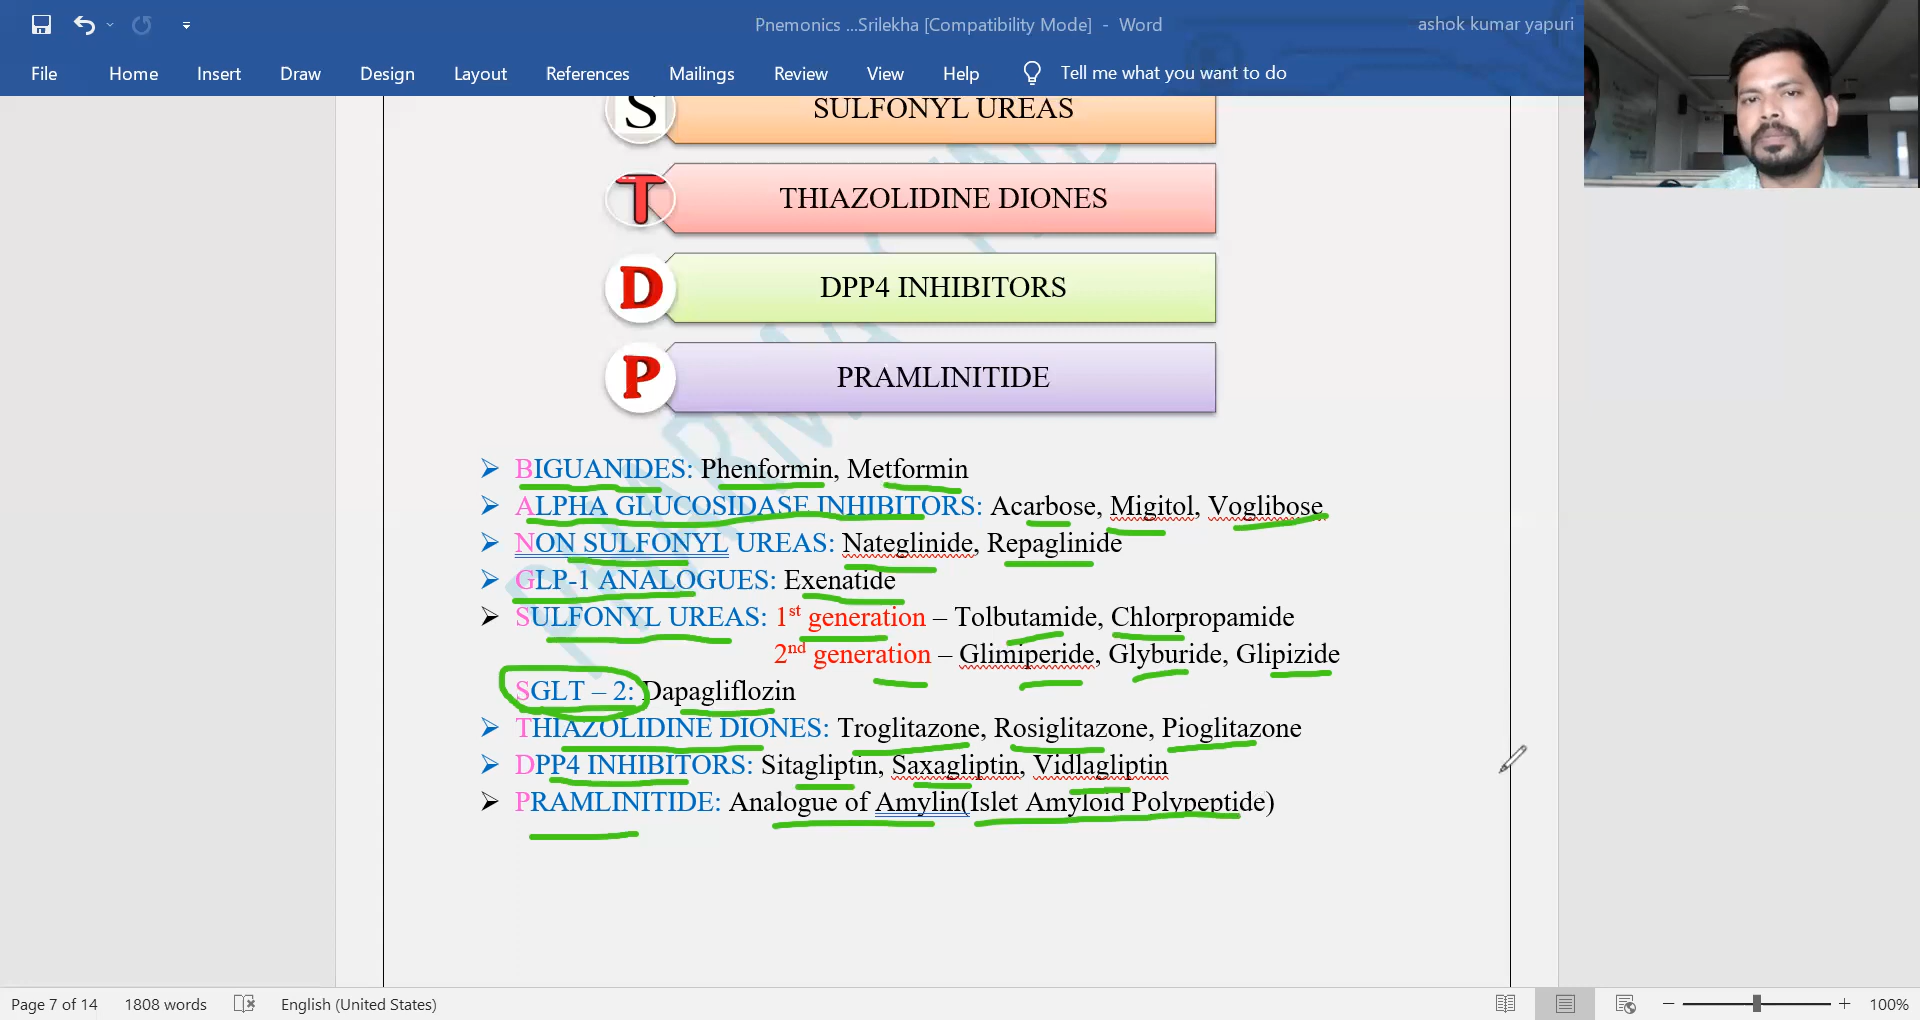 Pnemonics ...Srilekha [Compatibility Mode] - Word
ashok kumar yapuri
File Home Insert Draw Design Layout References Mailings Review View Help Tell me what you want to do
S SULFONYL UREAS
T THIAZOLIDINE DIONES
D DPP4 INHIBITORS
P PRAMLINITIDE
➢ BIGUANIDES: Phenformin, Metformin
➢ ALPHA GLUCOSIDASE INHIBITORS: Acarbose, Migitol, Voglibose
➢ NON SULFONYL UREAS: Nateglinide, Repaglinide
➢ GLP-1 ANALOGUES: Exenatide
➢ SULFONYL UREAS: 1st generation – Tolbutamide, Chlorpropamide
2nd generation – Glimiperide, Glyburide, Glipizide
SGLT – 2: Dapagliflozin
➢ THIAZOLIDINE DIONES: Troglitazone, Rosiglitazone, Pioglitazone
➢ DPP4 INHIBITORS: Sitagliptin, Saxagliptin, Vidlagliptin
➢ PRAMLINITIDE: Analogue of Amylin(Islet Amyloid Polypeptide)
Page 7 of 14 1808 words English (United States) 100%